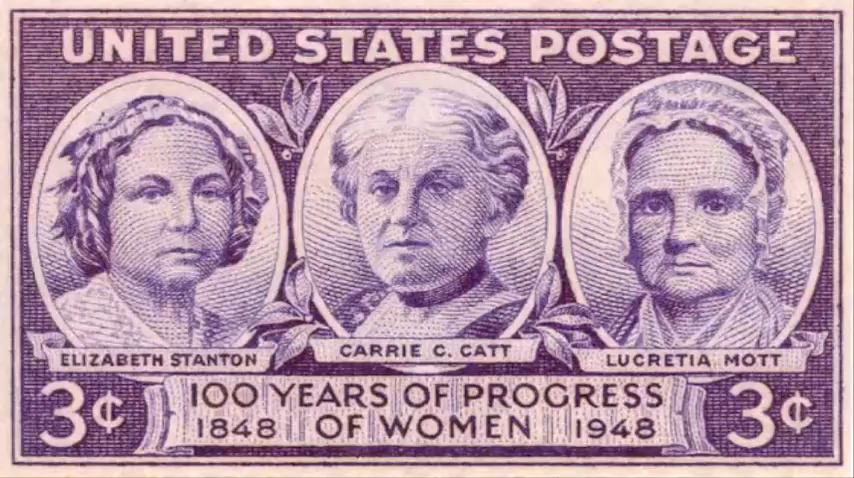 UNITED STATES POSTAGE
ELIZABETH STANTON
CARRIE C. CATT
LUCRETIA MOTT
3¢
100 YEARS OF PROGRESS
1848 OF WOMEN 1948
3¢